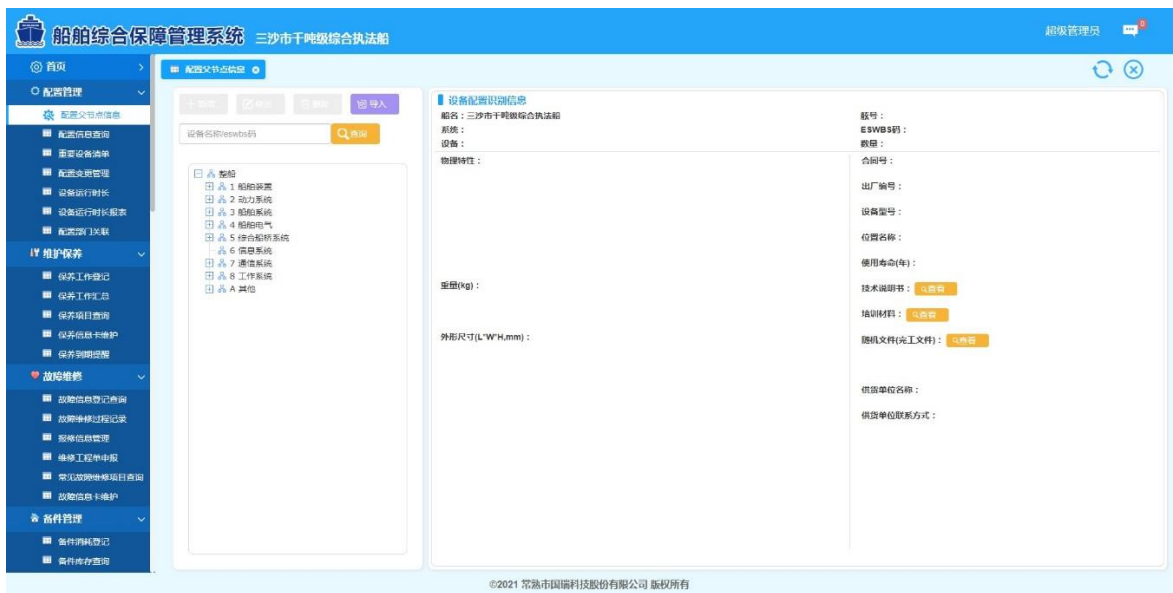 船舶综合保障管理系统 三沙市千吨级综合执法船
超级管理员
0
首页
配置父节点信息
配置管理
配置父节点信息
配置信息查询
重要设备清单
配置变更管理
设备运行时长
设备运行时长报表
配置部门关联
维护保养
保养工作登记
保养工作汇总
保养项目查询
保养信息卡维护
保养到期提醒
故障维修
故障信息登记查询
故障维修过程记录
报修信息管理
维修工程单申报
常见故障维修项目查询
故障信息卡维护
备件管理
备件消耗登记
备件库存查询
导入
设备名称/eswbs码
查询
整船
1 船舶装置
2 动力系统
3 船舶系统
4 船舶电气
5 综合船桥系统
6 信息系统
7 通信系统
8 工作系统
A 其他
设备配置识别信息
船名：三沙市千吨级综合执法船
舷号：
系统：
ESWBS码：
设备：
数量：
物理特性：
合同号：
出厂编号：
设备型号：
位置名称：
使用寿命(年)：
重量(kg)：
技术说明书： 查看
培训材料： 查看
外形尺寸(L*W*H,mm)：
随机文件(完工文件)： 查看
供货单位名称：
供货单位联系方式：
©2021 常熟市国瑞科技股份有限公司 版权所有